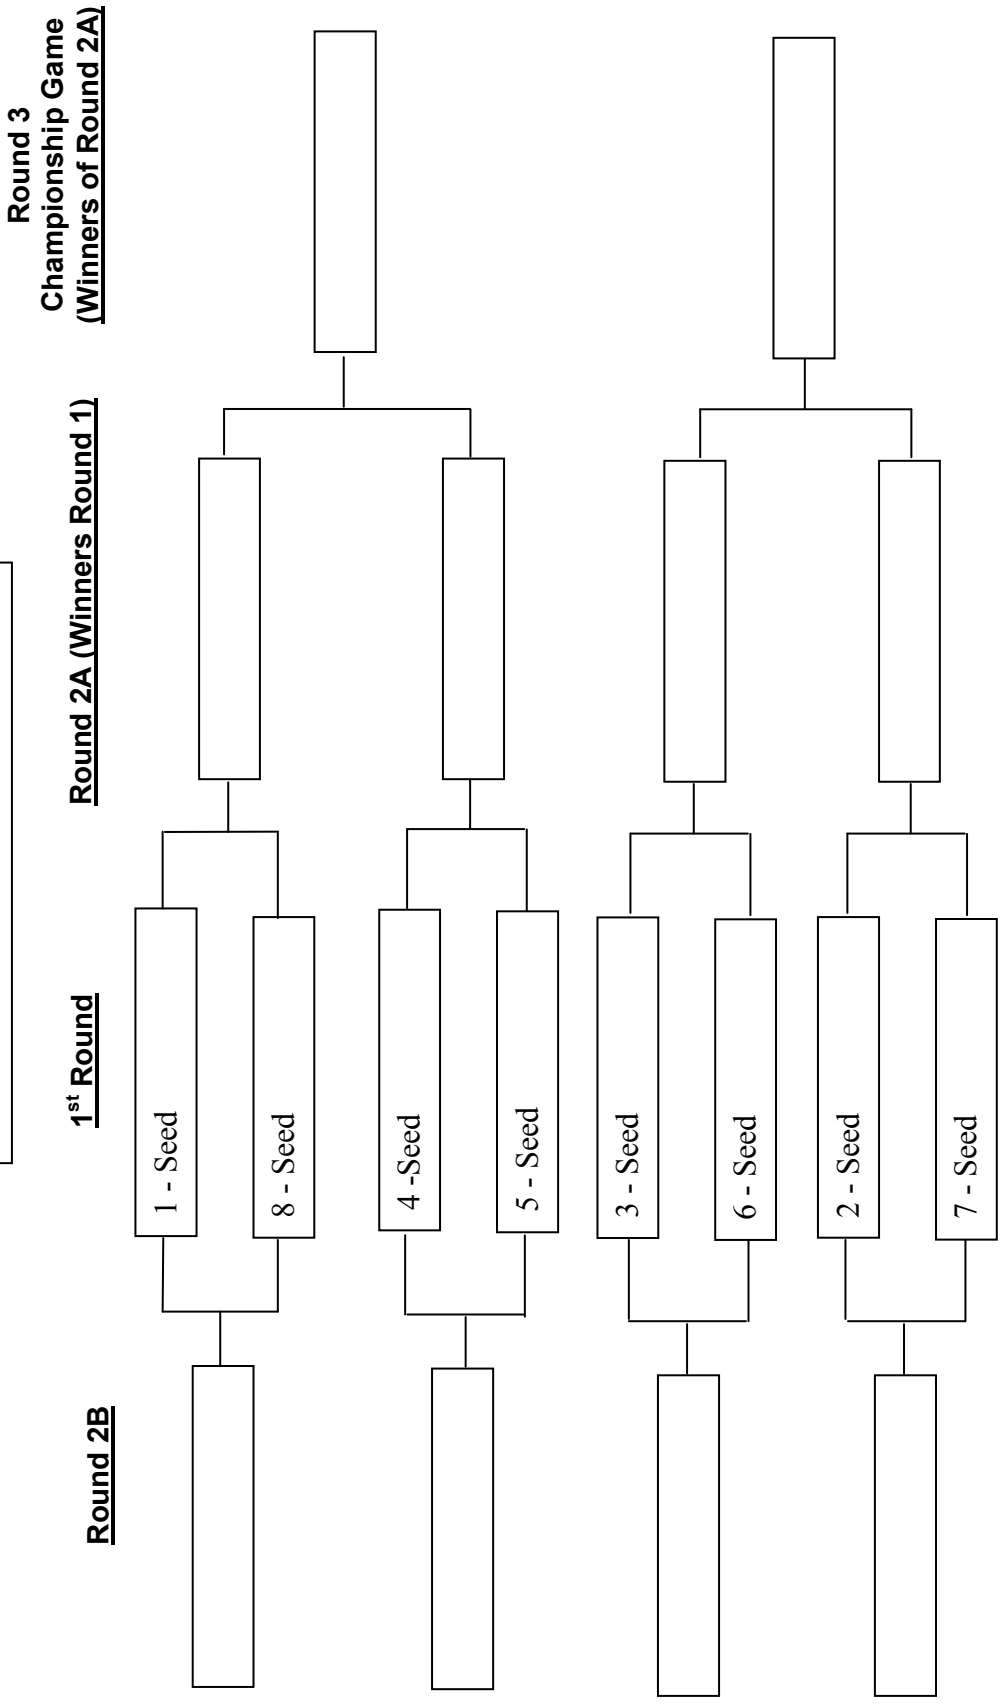 Round 3
Championship Game
(Winners of Round 2A)
Round 2A (Winners Round 1)
1st Round
Round 2B
1 - Seed
8 - Seed
4 -Seed
5 - Seed
3 - Seed
6 - Seed
2 - Seed
7 - Seed